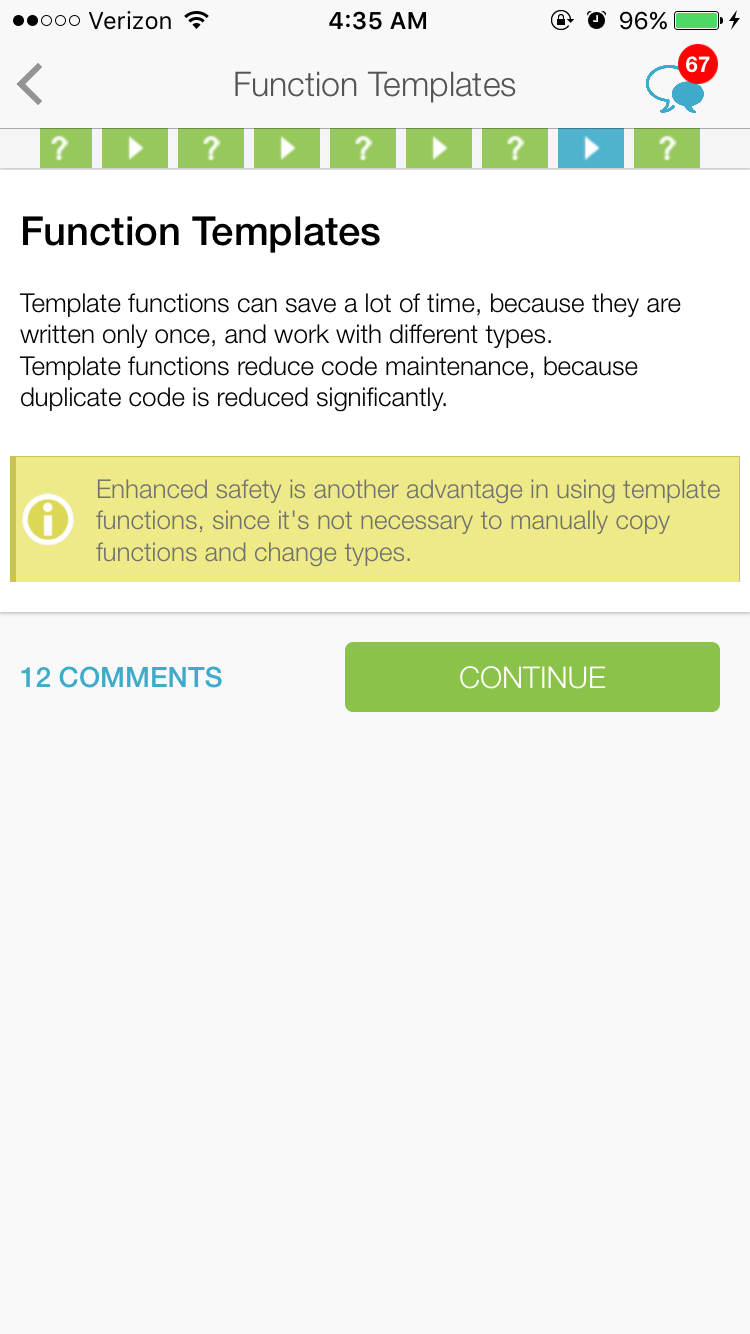 Verizon 4:35 AM 96%
Function Templates 67
? ? ? ? ?
Function Templates
Template functions can save a lot of time, because they are
written only once, and work with different types.
Template functions reduce code maintenance, because
duplicate code is reduced significantly.
Enhanced safety is another advantage in using template
functions, since it's not necessary to manually copy
functions and change types.
12 COMMENTS CONTINUE